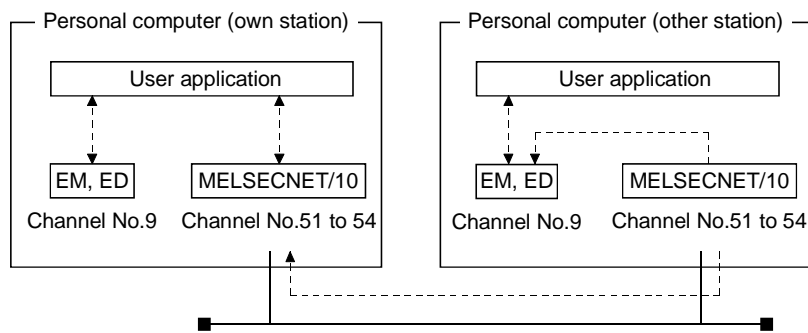 Personal computer (own station)
User application
EM, ED
MELSECNET/10
Channel No.9
Channel No.51 to 54
Personal computer (other station)
User application
EM, ED
MELSECNET/10
Channel No.9
Channel No.51 to 54